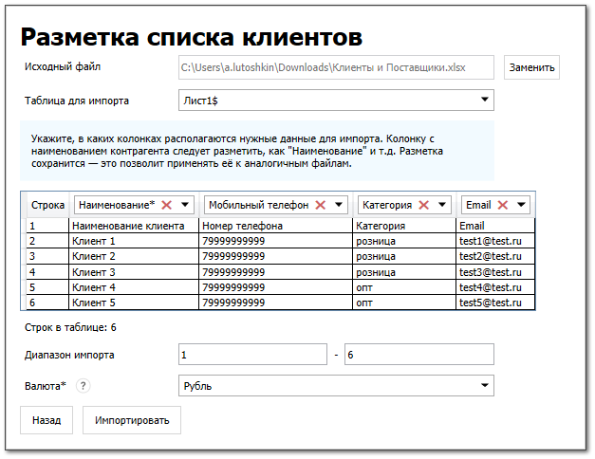 Разметка списка клиентов
Исходный файл C:\Users\a.lutoshkin\Downloads\Клиенты и Поставщики.xlsx Заменить
Таблица для импорта Лист1$
Укажите, в каких колонках располагаются нужные данные для импорта. Колонку с
наименованием контрагента следует разметить, как "Наименование" и т.д. Разметка
сохранится — это позволит применять её к аналогичным файлам.
Строка Наименование* Мобильный телефон Категория Email
1 Наименование клиента Номер телефона Категория Email
2 Клиент 1 79999999999 розница test1@test.ru
3 Клиент 2 79999999999 розница test2@test.ru
4 Клиент 3 79999999999 розница test3@test.ru
5 Клиент 4 79999999999 опт test4@test.ru
6 Клиент 5 79999999999 опт test5@test.ru
Строк в таблице: 6
Диапазон импорта 1 - 6
Валюта* ? Рубль
Назад Импортировать